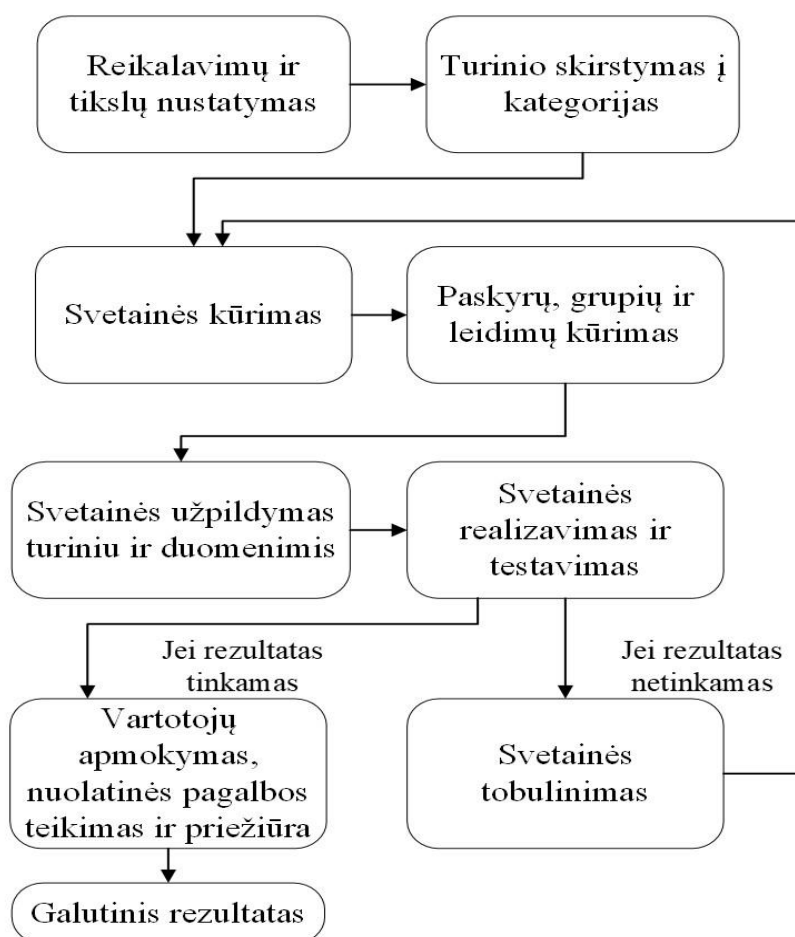 Reikalavimų ir
tikslų nustatymas
Turinio skirstymas į
kategorijas
Svetainės kūrimas
Paskyrų, grupių ir
leidimų kūrimas
Svetainės užpildymas
turiniu ir duomenimis
Svetainės
realizavimas ir
testavimas
Jei rezultatas
tinkamas
Jei rezultatas
netinkamas
Vartotojų
apmokymas,
nuolatinės pagalbos
teikimas ir priežiūra
Svetainės
tobulinimas
Galutinis rezultatas